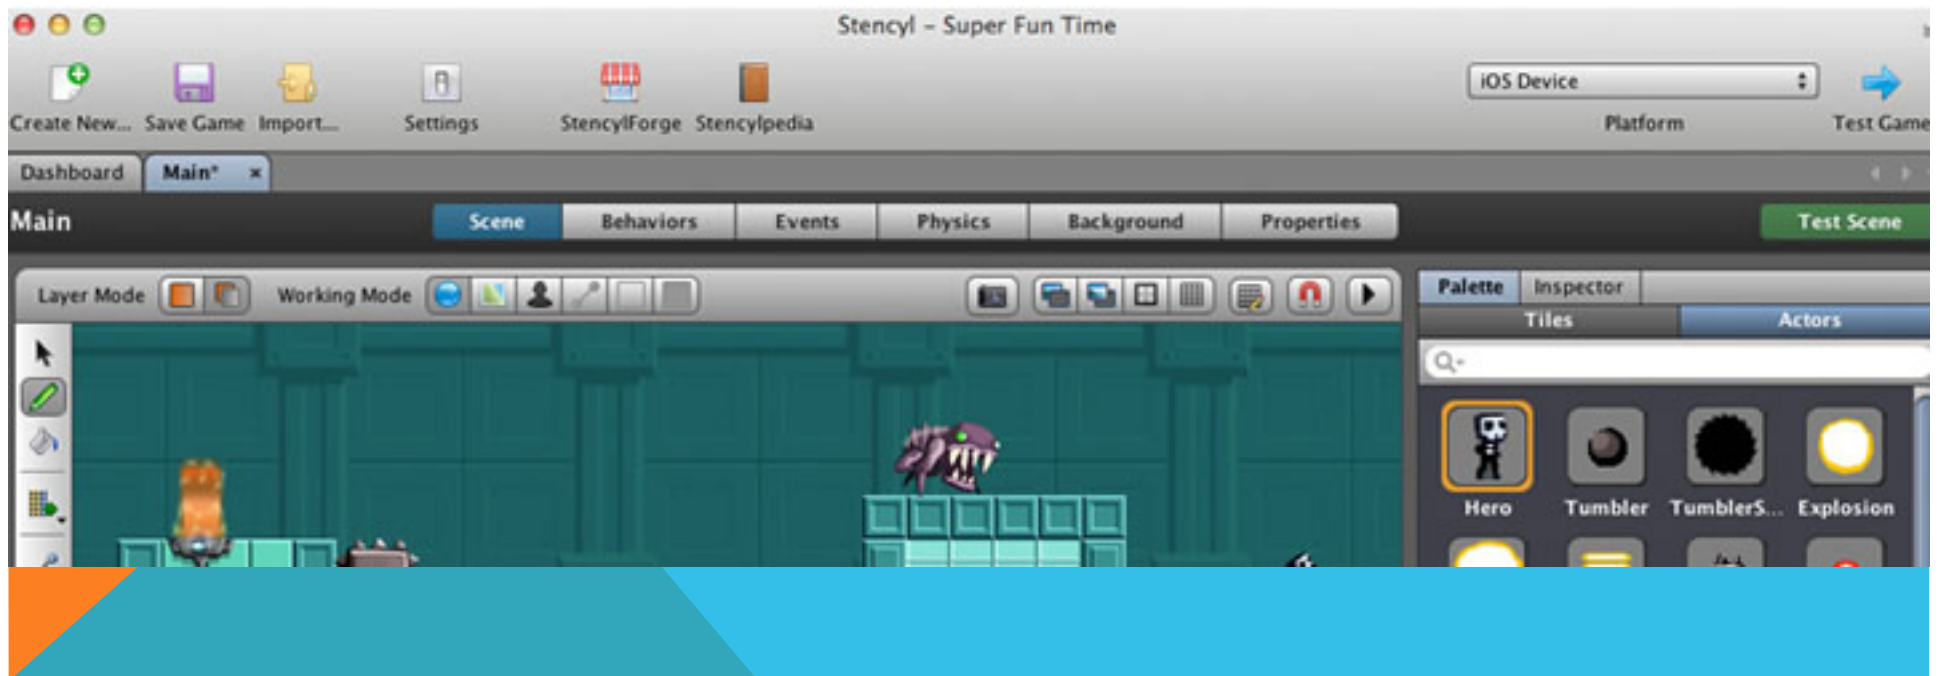 Stencyl – Super Fun Time
iOS Device
Create New... Save Game Import... Settings StencylForge Stencylpedia Platform Test Game
Dashboard Main*
Main Scene Behaviors Events Physics Background Properties Test Scene
Layer Mode Working Mode Palette Inspector
Tiles Actors
Hero Tumbler TumblerS... Explosion